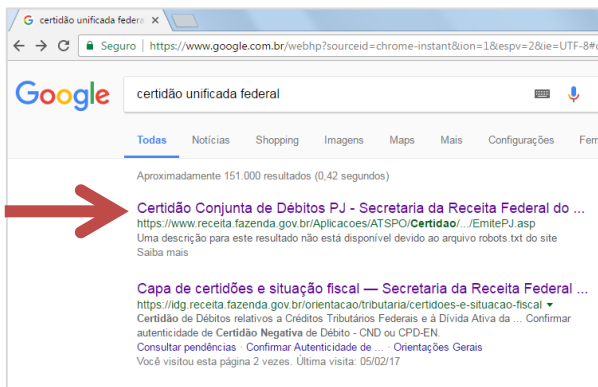 certidão unificada feder
Seguro | https://www.google.com.br/webhp?sourceid=chrome-instant&ion=1&espv=2&ie=UTF-8#
Google
certidão unificada federal
Todas Notícias Shopping Imagens Maps Mais Configurações Ferr
Aproximadamente 151.000 resultados (0,42 segundos)
Certidão Conjunta de Débitos PJ - Secretaria da Receita Federal do ...
https://www.receita.fazenda.gov.br/Aplicacoes/ATSPO/Certidao/.../EmitePJ.asp
Uma descrição para este resultado não está disponível devido ao arquivo robots.txt do site
Saiba mais
Capa de certidões e situação fiscal — Secretaria da Receita Federal ...
https://idg.receita.fazenda.gov.br/orientacao/tributaria/certidoes-e-situacao-fiscal
Certidão de Débitos relativos a Créditos Tributários Federais e à Dívida Ativa da ... Confirmar
autenticidade de Certidão Negativa de Débito - CND ou CPD-EN.
Consultar pendências · Confirmar Autenticidade de ... · Orientações Gerais
Você visitou esta página 2 vezes. Última visita: 05/02/17